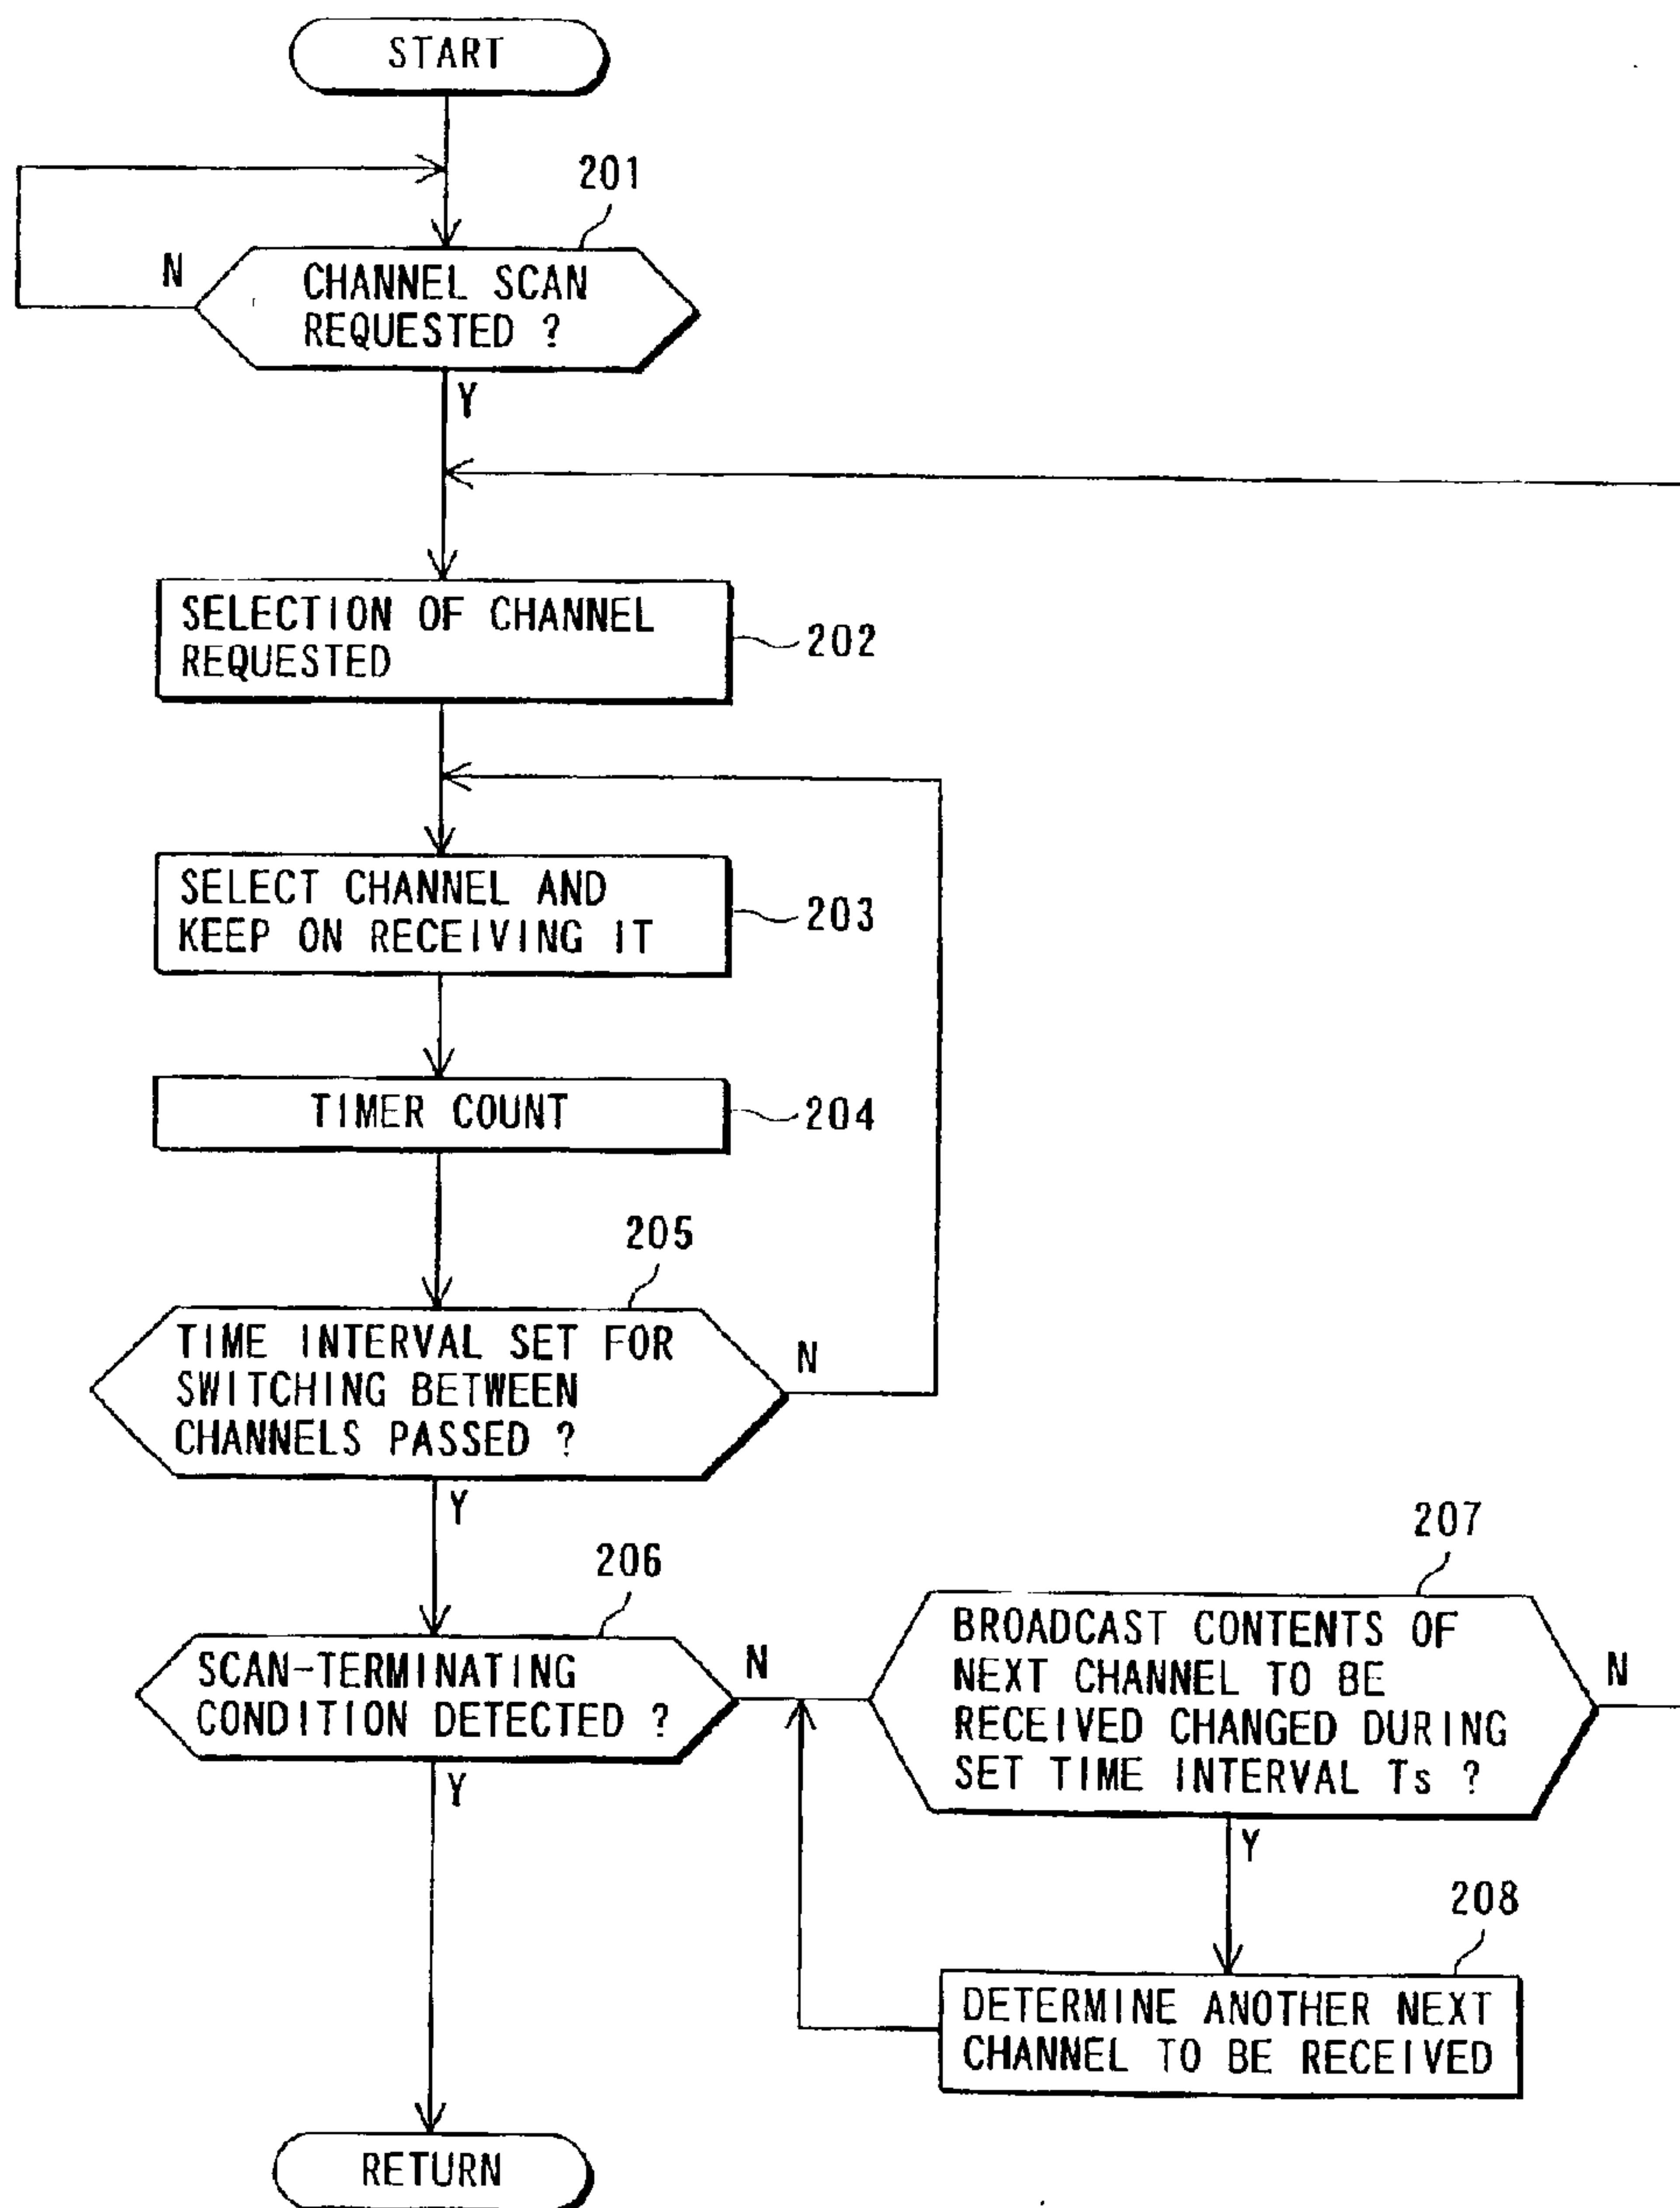 START
201
N
CHANNEL SCAN
REQUESTED ?
Y
SELECTION OF CHANNEL
REQUESTED
202
SELECT CHANNEL AND
KEEP ON RECEIVING IT
203
TIMER COUNT
204
205
TIME INTERVAL SET FOR
SWITCHING BETWEEN
CHANNELS PASSED ?
N
Y
206
SCAN-TERMINATING
CONDITION DETECTED ?
N
Y
207
BROADCAST CONTENTS OF
NEXT CHANNEL TO BE
RECEIVED CHANGED DURING
SET TIME INTERVAL Ts ?
N
Y
208
DETERMINE ANOTHER NEXT
CHANNEL TO BE RECEIVED
RETURN